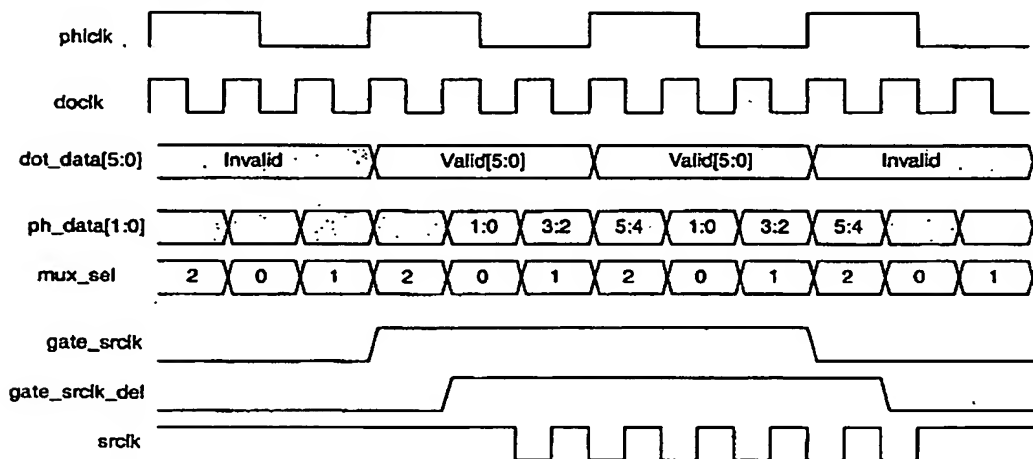 phlclk
doclk
dot_data[5:0] Invalid Valid[5:0] Valid[5:0] Invalid
ph_data[1:0] 1:0 3:2 5:4 1:0 3:2 5:4
mux_sel 2 0 1 2 0 1 2 0 1 2 0 1
gate_srclk
gate_srclk_del
srclk